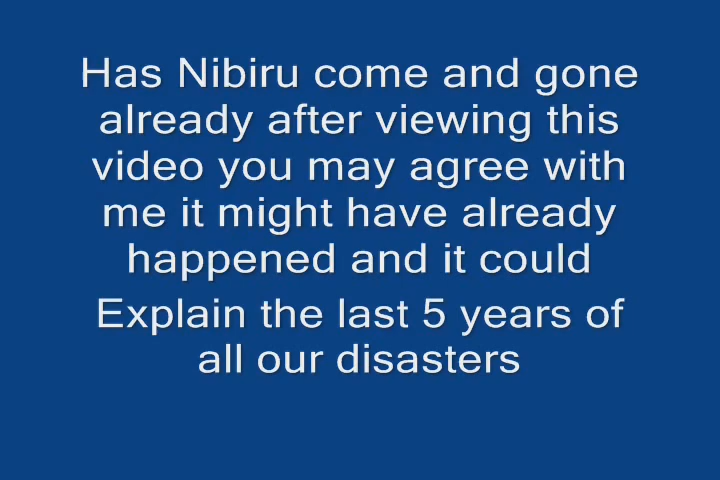 Has Nibiru come and gone
already after viewing this
video you may agree with
me it might have already
happened and it could
Explain the last 5 years of
all our disasters